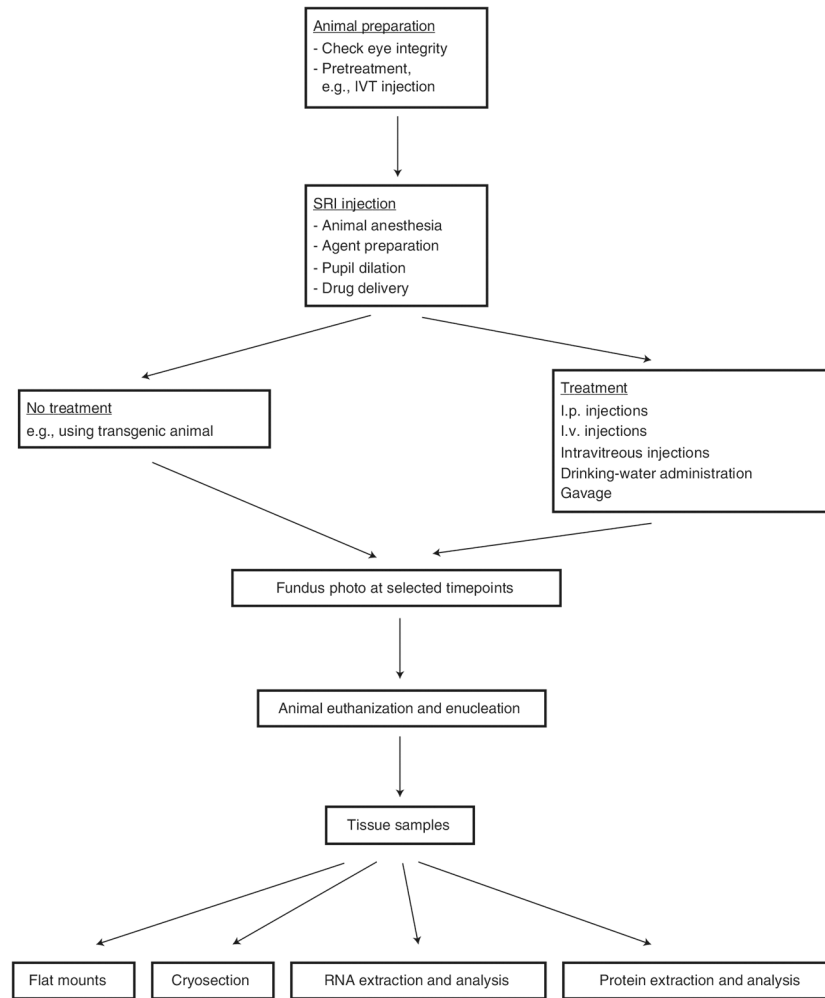 Animal preparation
- Check eye integrity
- Pretreatment,
e.g., IVT injection
SRI injection
- Animal anesthesia
- Agent preparation
- Pupil dilation
- Drug delivery
No treatment
e.g., using transgenic animal
Treatment
I.p. injections
I.v. injections
Intravitreous injections
Drinking-water administration
Gavage
Fundus photo at selected timepoints
Animal euthanization and enucleation
Tissue samples
Flat mounts
Cryosection
RNA extraction and analysis
Protein extraction and analysis